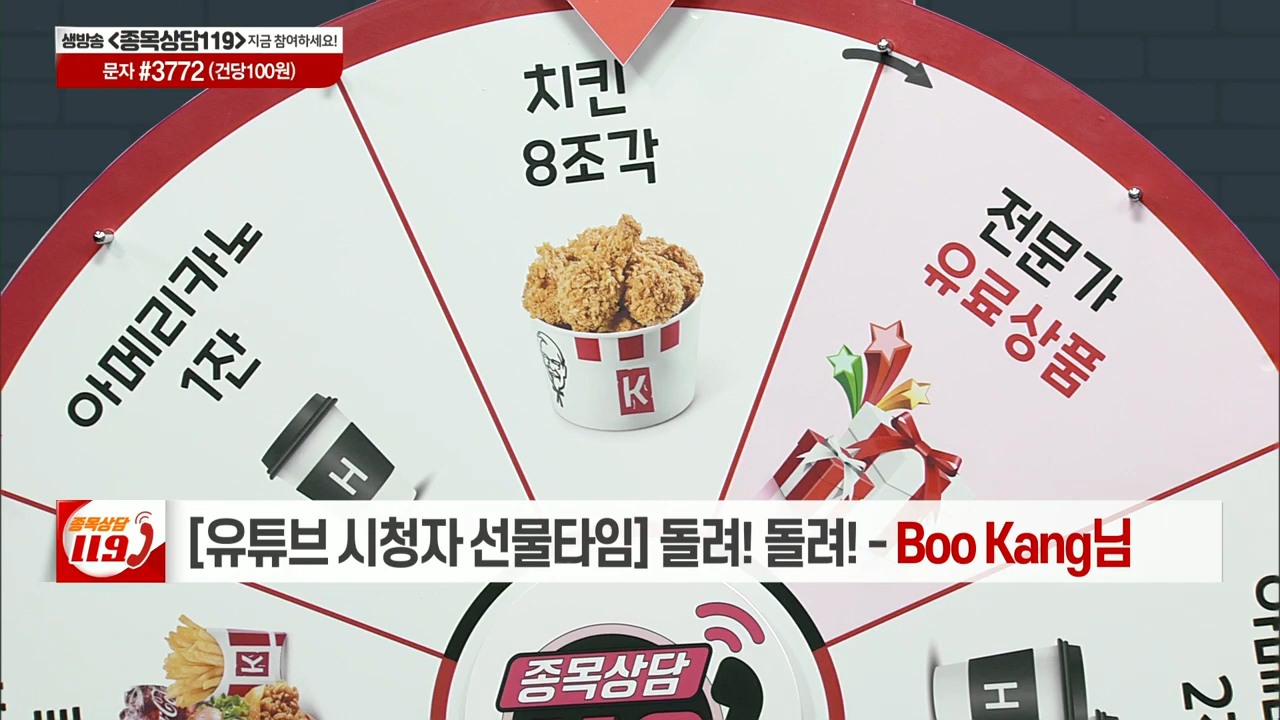 생방송 <종목상담119> 지금 참여하세요!
문자 #3772 (건당100원)
치킨
8조각
아메리카노
1잔
전문가
유료상품
H
K
종목상담
119
[유튜브 시청자 선물타임] 돌려! 돌려! - Boo Kang님
K
H
종목상담